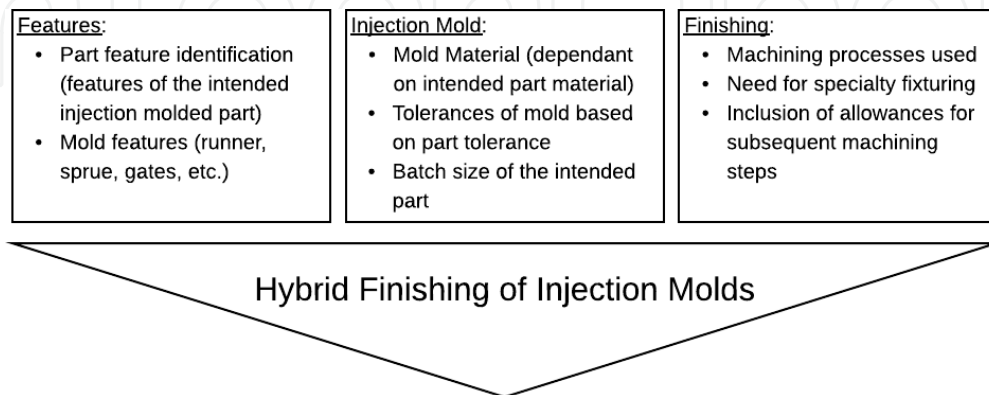 Features:
• Part feature identification
(features of the intended
injection molded part)
• Mold features (runner,
sprue, gates, etc.)
Injection Mold:
• Mold Material (dependant
on intended part material)
• Tolerances of mold based
on part tolerance
• Batch size of the intended
part
Finishing:
• Machining processes used
• Need for specialty fixturing
• Inclusion of allowances for
subsequent machining
steps
Hybrid Finishing of Injection Molds